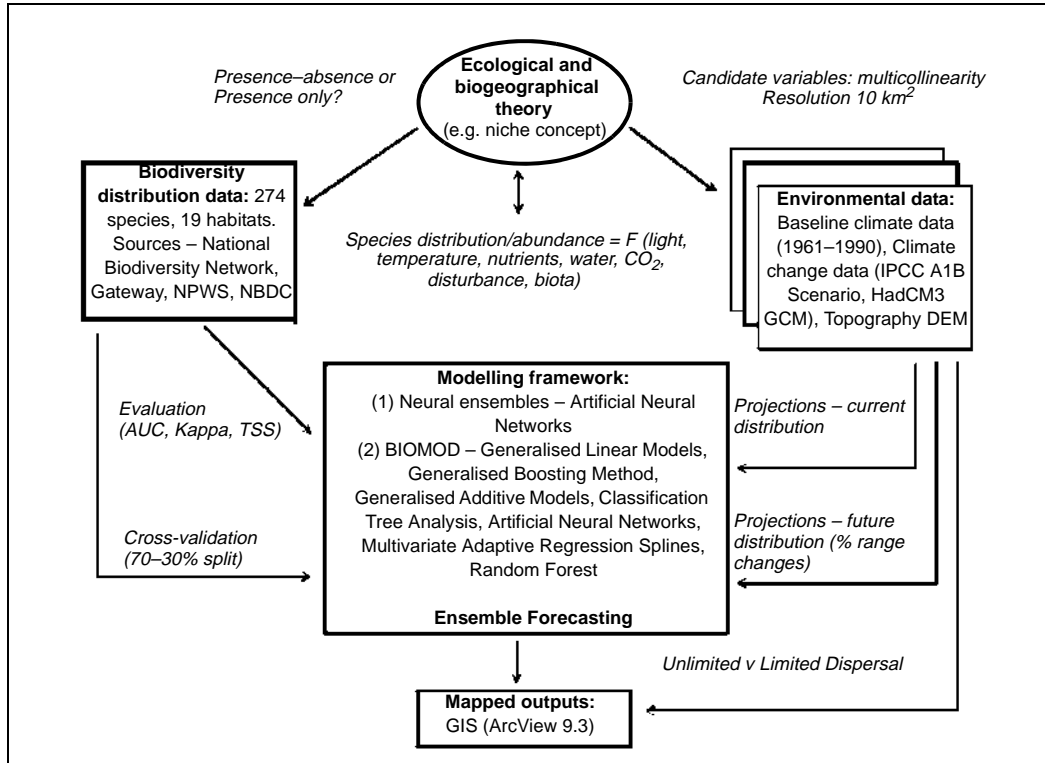 Presence–absence or
Presence only?
Ecological and
biogeographical
theory
(e.g. niche concept)
Candidate variables: multicollinearity
Resolution 10 km²
Biodiversity
distribution data: 274
species, 19 habitats.
Sources – National
Biodiversity Network,
Gateway, NPWS, NBDC
Species distribution/abundance = F (light,
temperature, nutrients, water, CO₂,
disturbance, biota)
Environmental data:
Baseline climate data
(1961–1990), Climate
change data (IPCC A1B
Scenario, HadCM3
GCM), Topography DEM
Evaluation
(AUC, Kappa, TSS)
Cross-validation
(70–30% split)
Modelling framework:
(1) Neural ensembles – Artificial Neural
Networks
(2) BIOMOD – Generalised Linear Models,
Generalised Boosting Method,
Generalised Additive Models, Classification
Tree Analysis, Artificial Neural Networks,
Multivariate Adaptive Regression Splines,
Random Forest
Ensemble Forecasting
Projections – current
distribution
Projections – future
distribution (% range
changes)
Unlimited v Limited Dispersal
Mapped outputs:
GIS (ArcView 9.3)